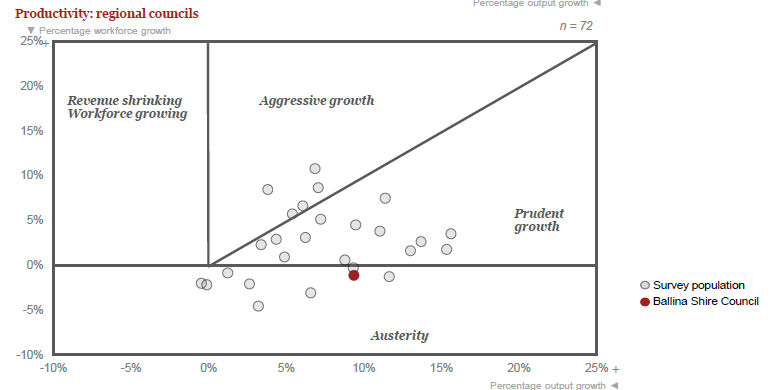 Percentage output growth ◀
Productivity: regional councils
▼ Percentage workforce growth
n = 72
25%+
20%
15%
10%
5%
0%
-5%
-10%
Revenue shrinking
Workforce growing
Aggressive growth
Prudent
growth
Austerity
Survey population
Ballina Shire Council
-10%
-5%
0%
5%
10%
15%
20%
25% +
Percentage output growth ◀